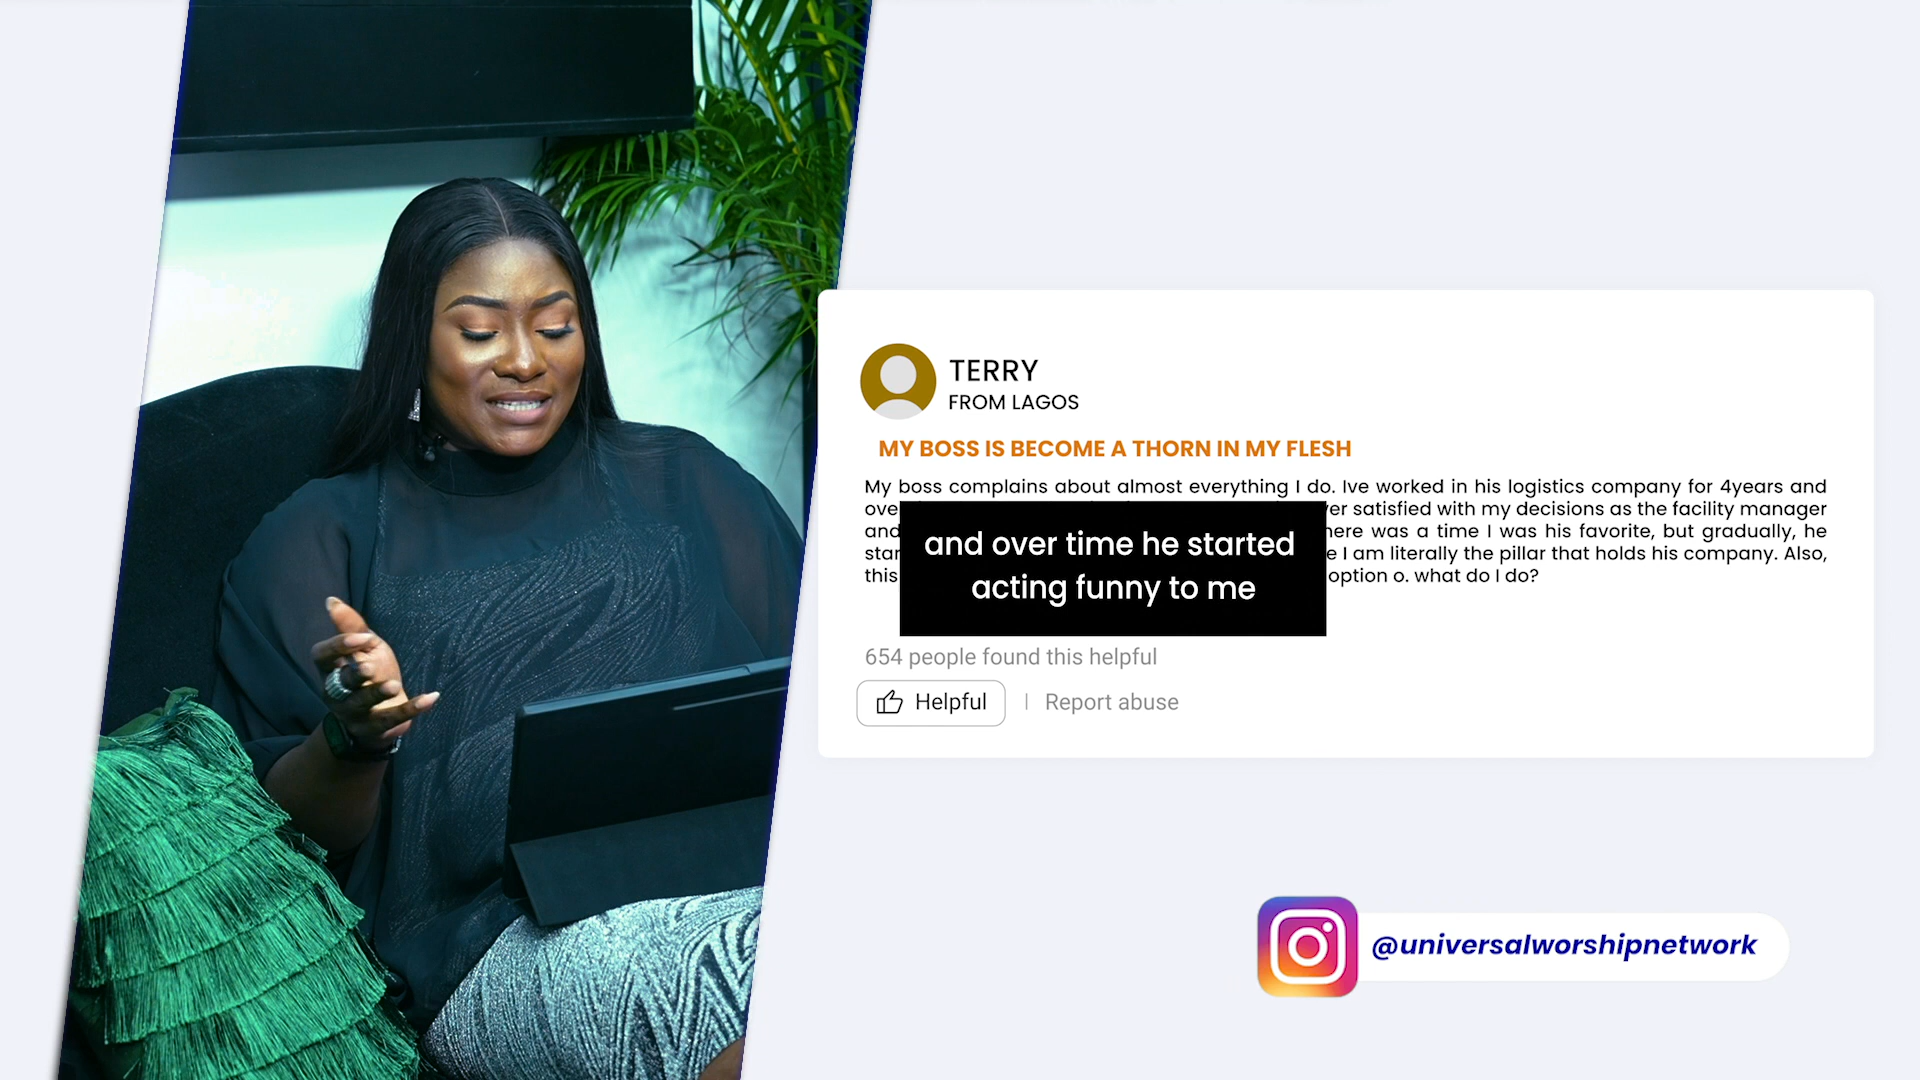 TERRY
FROM LAGOS
MY BOSS IS BECOME A THORN IN MY FLESH
My boss complains about almost everything I do. Ive worked in his logistics company for 4years and
satisfied with my decisions as the facility manager
and there was a time I was his favorite, but gradually, he
I am literally the pillar that holds his company. Also,
this option o. what do I do?
and over time he started
acting funny to me
654 people found this helpful
Helpful | Report abuse
@universalworshipnetwork